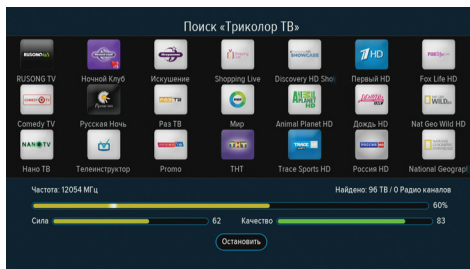 Поиск «Триколор ТВ»
RUSONG TV Ночной Клуб Искушение Shopping Live Discovery HD Sho Первый HD Fox Life HD
Comedy TV Русская Ночь Раз ТВ Мир Animal Planet HD Дождь HD Nat Geo Wild HD
Нано ТВ Телеинструктор Promo ТНТ Trace Sports HD Россия HD National Geograph
Частота: 12054 МГц Найдено: 96 ТВ / 0 Радио каналов
60%
Сила 62 Качество 83
Остановить